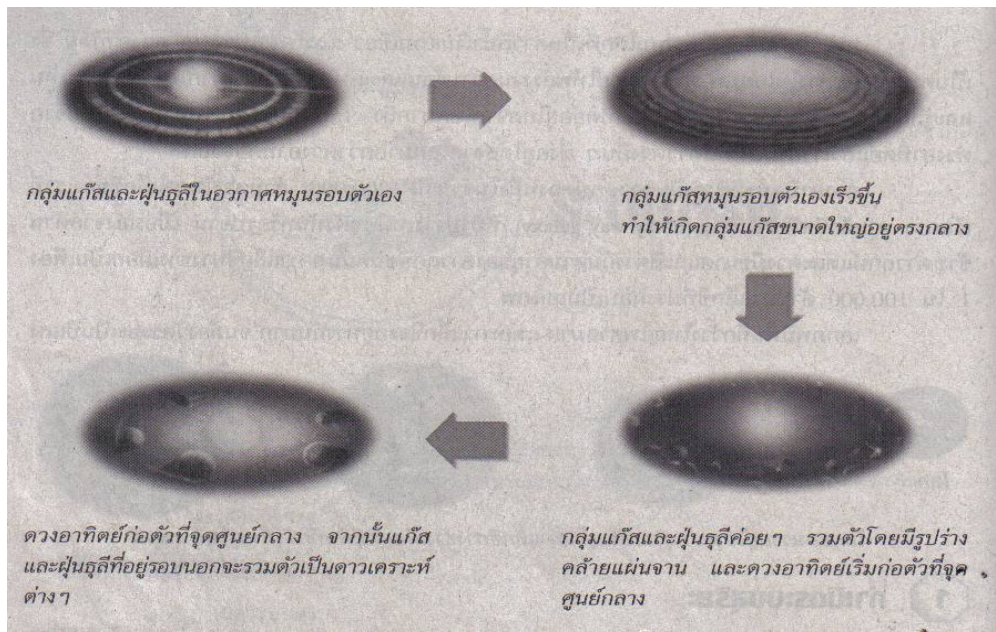 กลุ่มแก๊สและฝุ่นธุลีในอวกาศหมุนรอบตัวเอง
กลุ่มแก๊สหมุนรอบตัวเองเร็วขึ้น
ทำให้เกิดกลุ่มแก๊สขนาดใหญ่อยู่ตรงกลาง
ดวงอาทิตย์ก่อตัวที่จุดศูนย์กลาง จากนั้นแก๊ส
และฝุ่นธุลีที่อยู่รอบนอกจะรวมตัวเป็นดาวเคราะห์
ต่างๆ
กลุ่มแก๊สและฝุ่นธุลีค่อยๆ รวมตัวโดยมีรูปร่าง
คล้ายแผ่นจาน และดวงอาทิตย์เริ่มก่อตัวที่จุด
ศูนย์กลาง